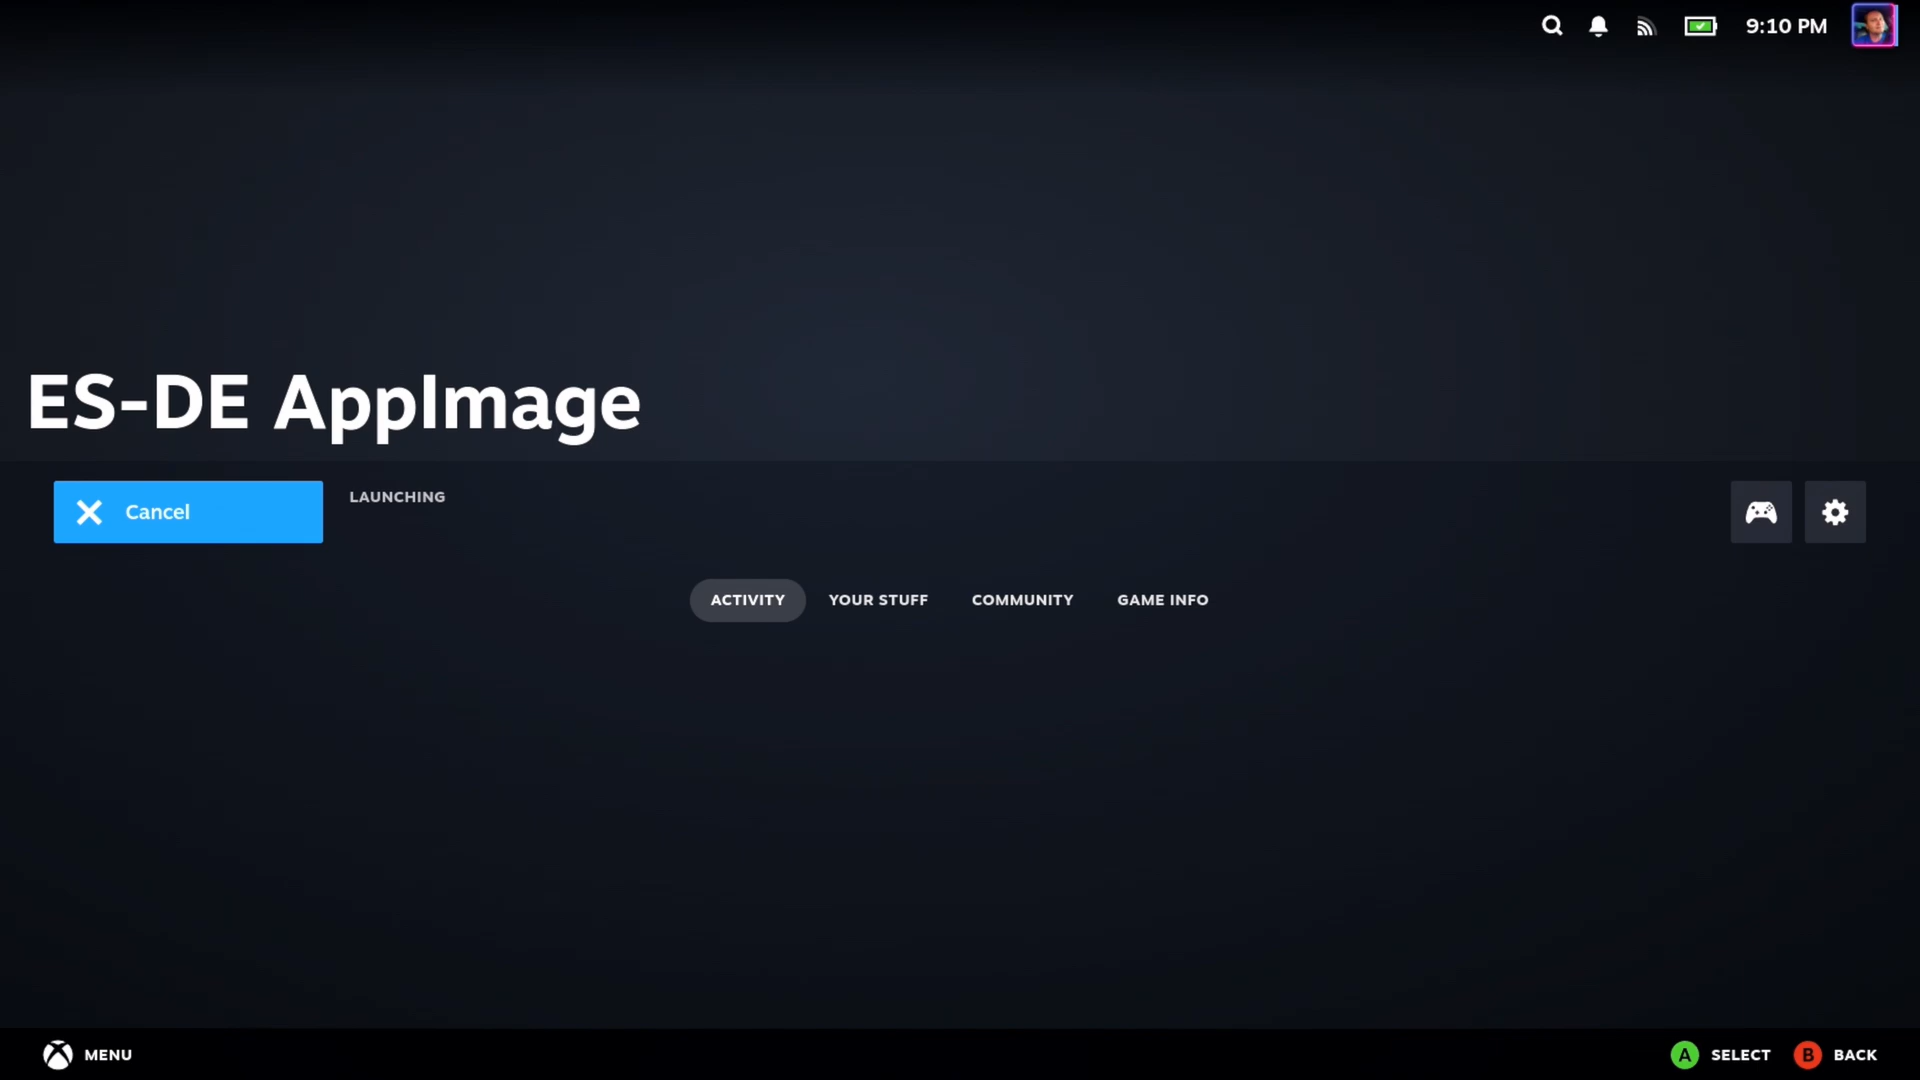 9:10 PM
ES-DE AppImage
Cancel
LAUNCHING
ACTIVITY
YOUR STUFF
COMMUNITY
GAME INFO
MENU
A SELECT
B BACK